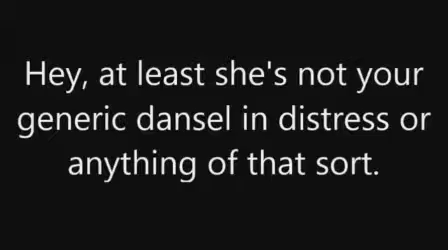 Hey, at least she's not your
generic dansel in distress or
anything of that sort.